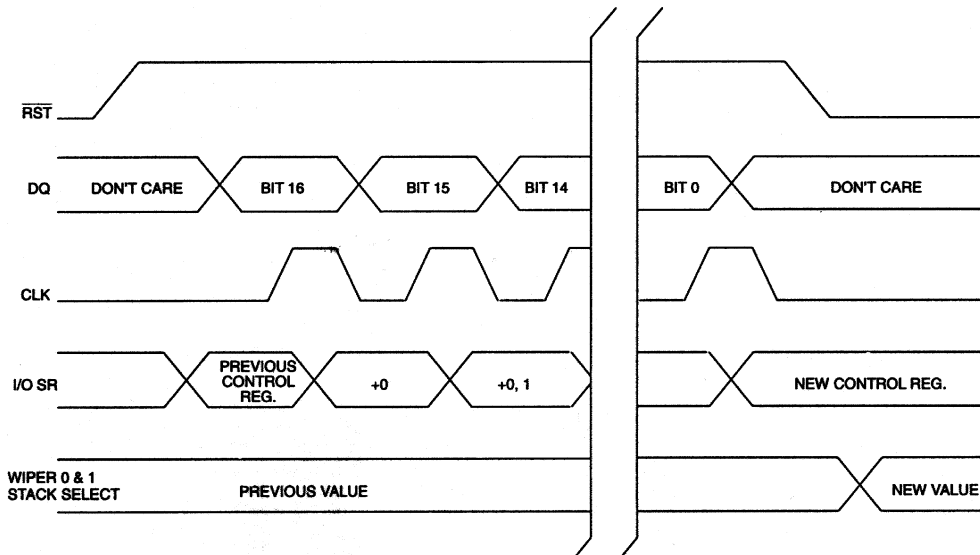 RST
DQ
DON'T CARE
BIT 16
BIT 15
BIT 14
BIT 0
DON'T CARE
CLK
I/O SR
PREVIOUS
CONTROL
REG.
+0
+0, 1
NEW CONTROL REG.
WIPER 0 & 1
STACK SELECT
PREVIOUS VALUE
NEW VALUE